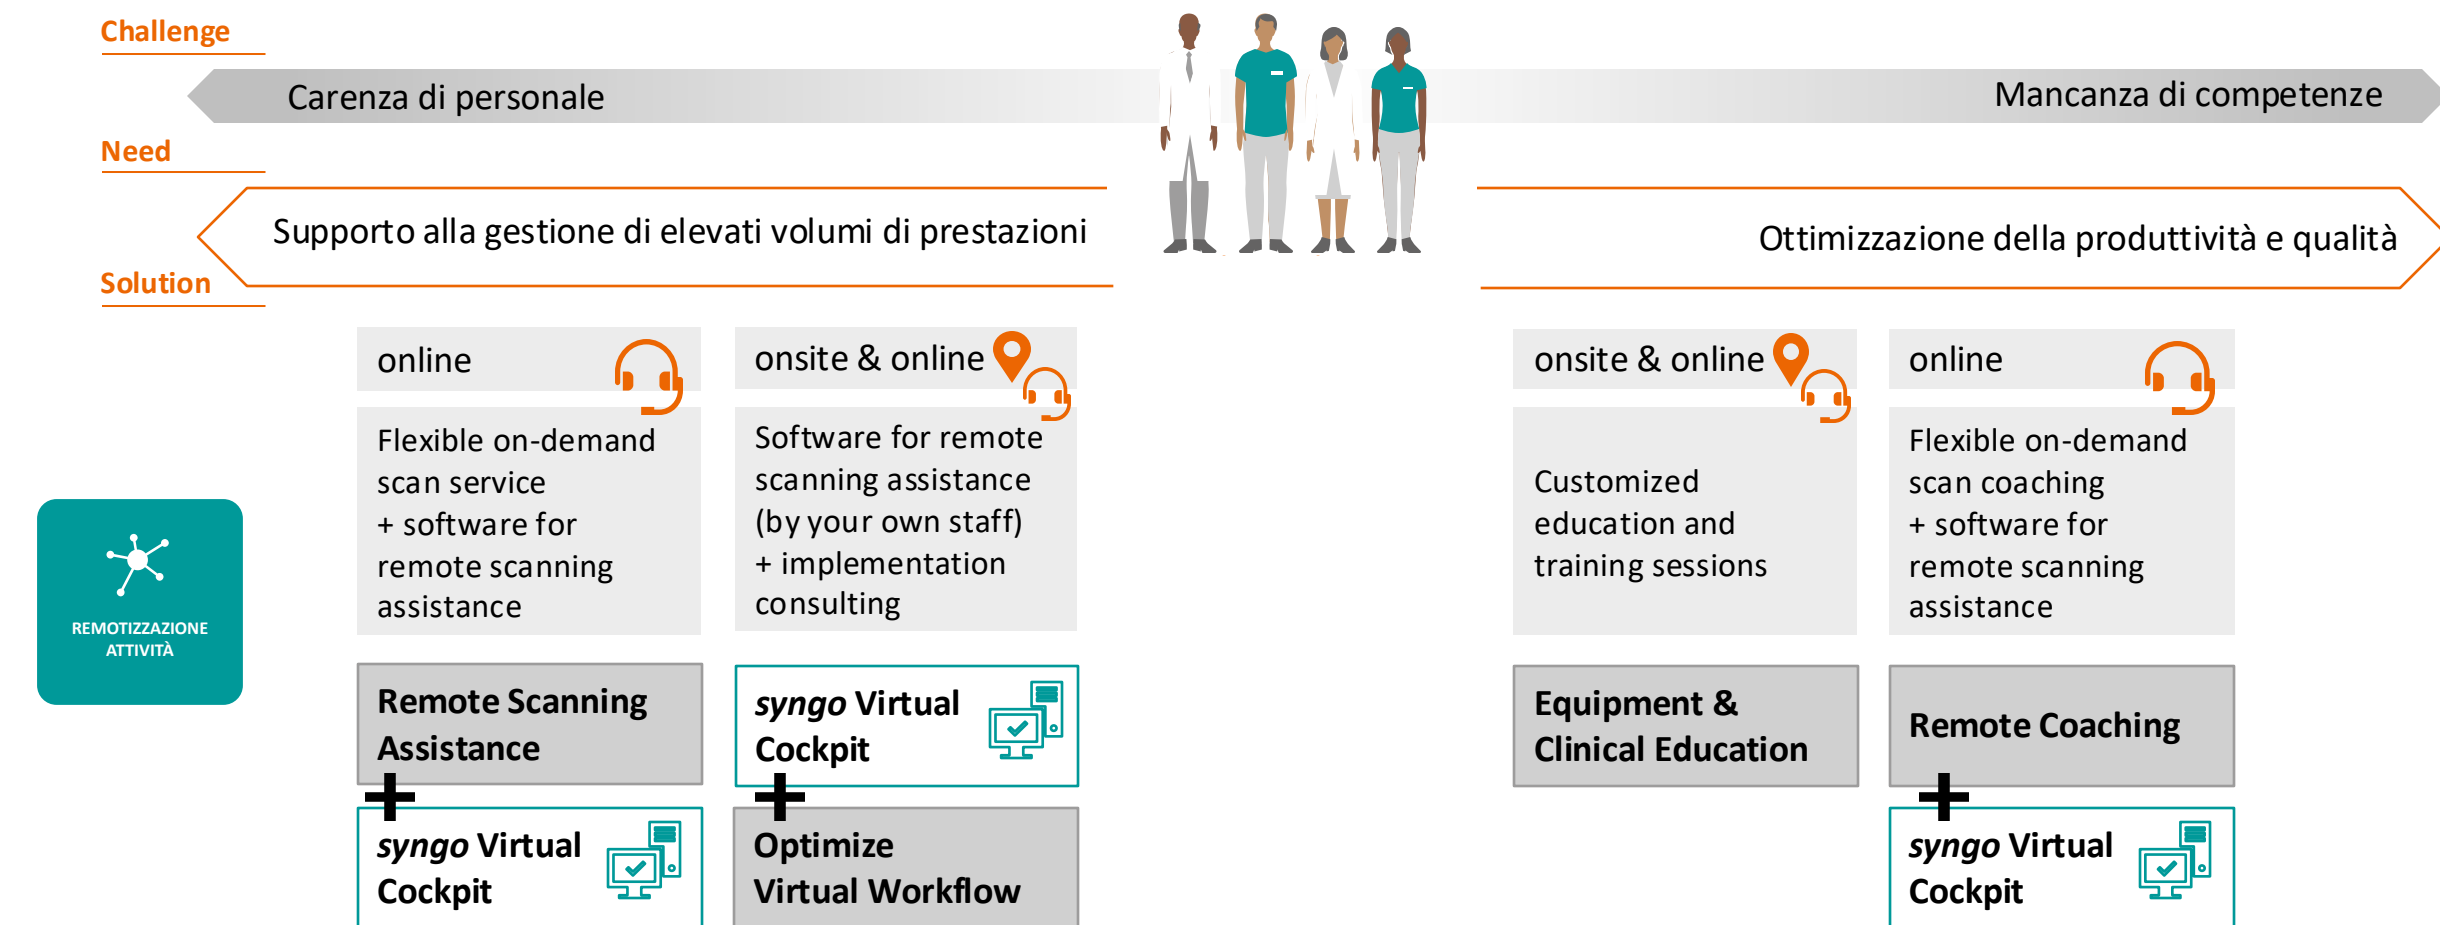 Challenge
Carenza di personale
Mancanza di competenze
Need
Supporto alla gestione di elevati volumi di prestazioni
Ottimizzazione della produttività e qualità
Solution
online
Flexible on-demand
scan service
+ software for
remote scanning
assistance
Remote Scanning
Assistance
+
syngo Virtual
Cockpit
onsite & online
Software for remote
scanning assistance
(by your own staff)
+ implementation
consulting
syngo Virtual
Cockpit
+
Optimize
Virtual Workflow
onsite & online
Customized
education and
training sessions
Equipment &
Clinical Education
online
Flexible on-demand
scan coaching
+ software for
remote scanning
assistance
Remote Coaching
+
syngo Virtual
Cockpit
REMOTIZZAZIONE
ATTIVITÀ